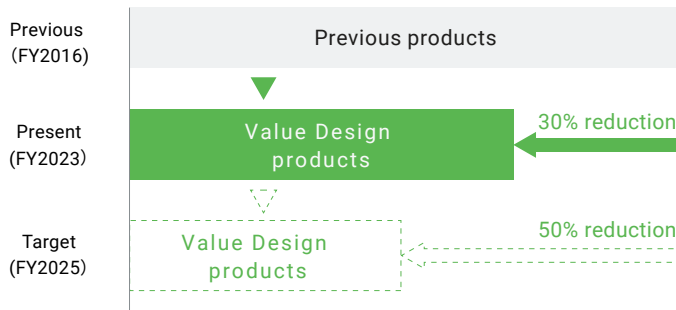 Previous
（FY2016)
Previous products
Present
(FY2023）
Value Design
products
30% reduction
Target
(FY2025）
Value Design
products
50% reduction